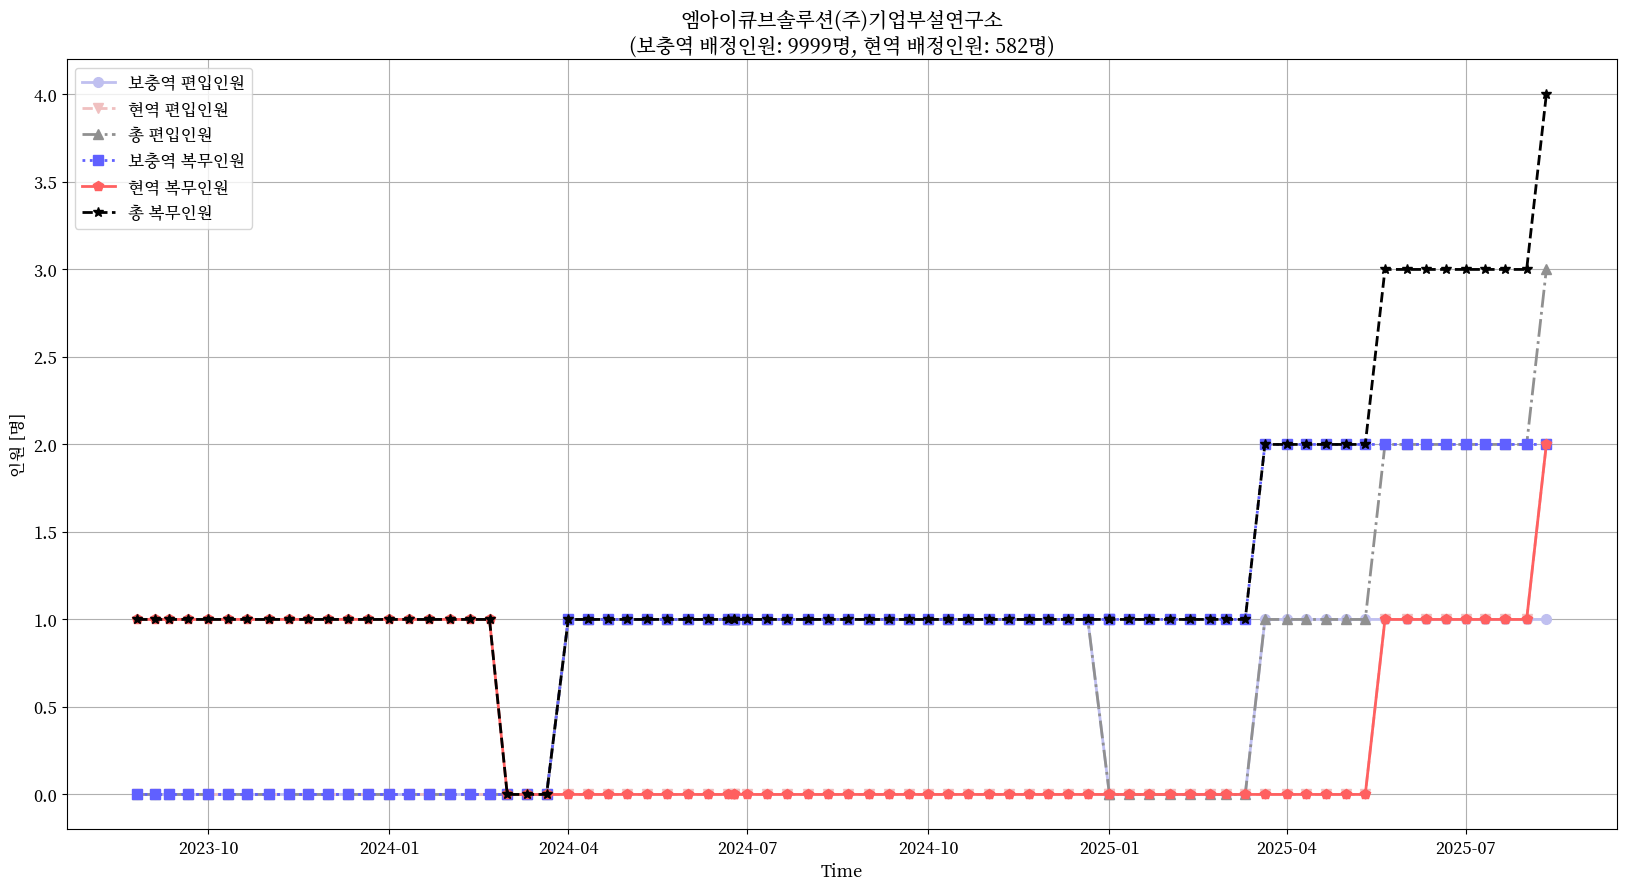 엠아이큐브솔루션(주)기업부설연구소
(보충역 배정인원: 9999명, 현역 배정인원: 582명)
보충역 편입인원
현역 편입인원
총 편입인원
보충역 복무인원
현역 복무인원
총 복무인원
인원 [명]
4.0
3.5
3.0
2.5
2.0
1.5
1.0
0.5
0.0
2023-10
2024-01
2024-04
2024-07
2024-10
2025-01
2025-04
2025-07
Time